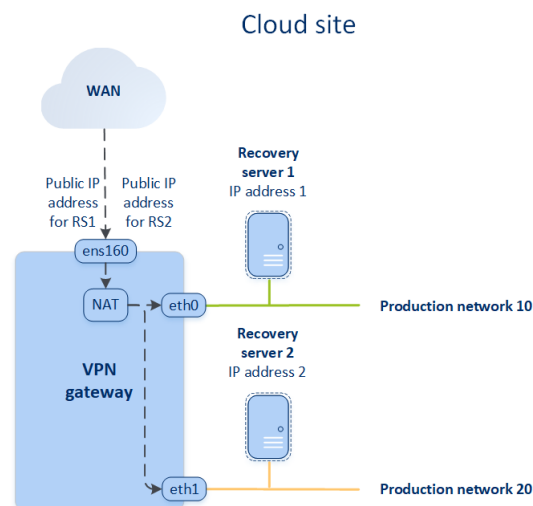 Cloud site
WAN
Public IP
address
for RS1
Public IP
address
for RS2
Recovery
server 1
IP address 1
ens160
NAT
eth0
Production network 10
VPN
gateway
Recovery
server 2
IP address 2
eth1
Production network 20